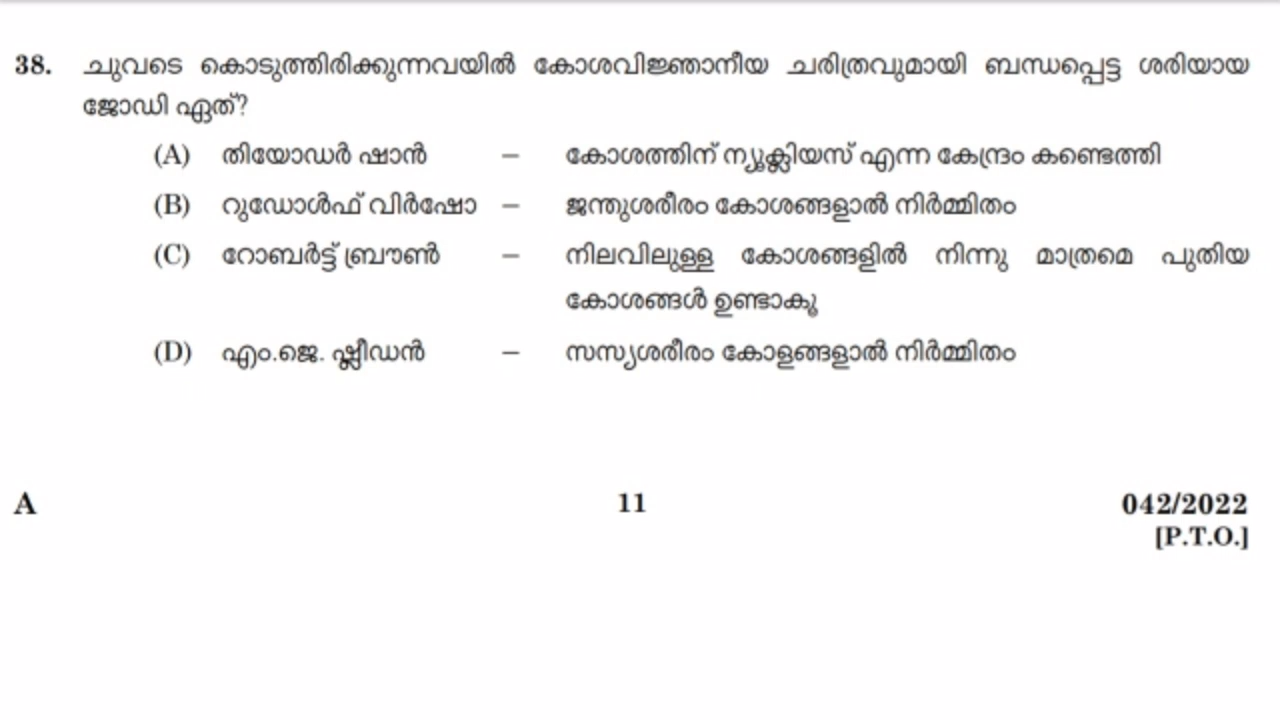 38. ചുവടെ കൊടുത്തിരിക്കുന്നവയിൽ കോശവിജ്ഞാനീയ ചരിത്രവുമായി ബന്ധപ്പെട്ട ശരിയായ
ജോഡി ഏത്?
(A) തിയോഡർ ഷാൻ – കോശത്തിന് ന്യൂക്ലിയസ് എന്ന കേന്ദ്രം കണ്ടെത്തി
(B) റുഡോൾഫ് വിർഷോ – ജന്തുശരീരം കോശങ്ങളാൽ നിർമ്മിതം
(C) റോബർട്ട് ബ്രൗൺ – നിലവിലുള്ള കോശങ്ങളിൽ നിന്നു മാത്രമെ പുതിയ
കോശങ്ങൾ ഉണ്ടാകൂ
(D) എം.ജെ. ഷ്ലീഡൻ – സസ്യശരീരം കോളങ്ങളാൽ നിർമ്മിതം
A 11 042/2022
[P.T.O.]